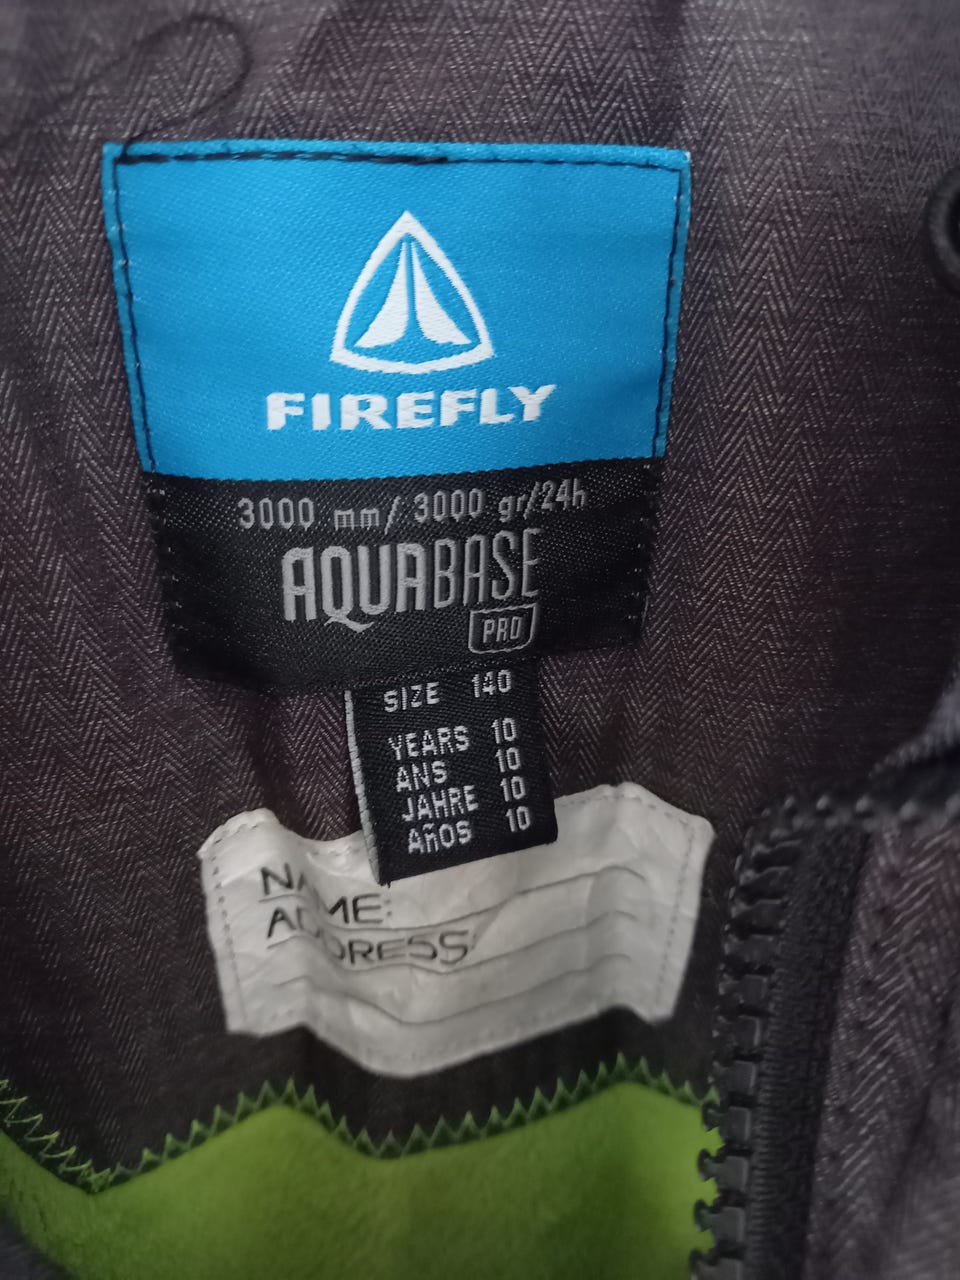 FIREFLY
3000 mm/3000 gr/24h
AQUABASE
PRO
SIZE 140
YEARS 10
ANS 10
JAHRE 10
AÑOS 10
NAME:
ADDRESS: